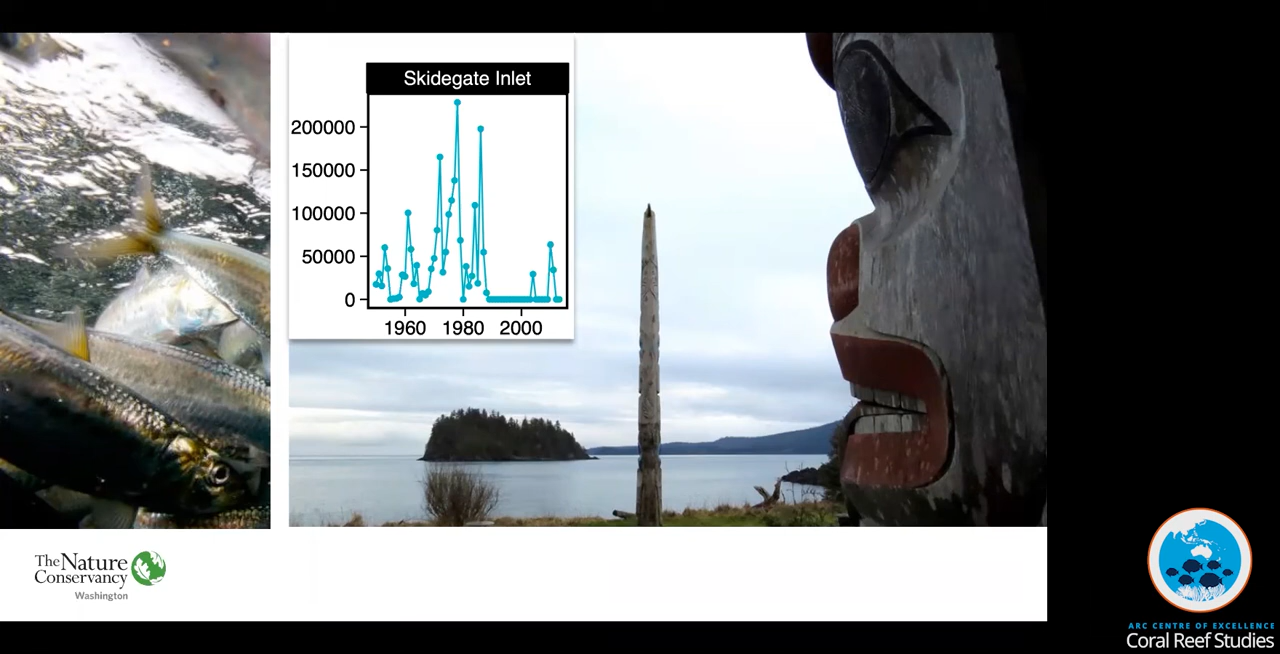 Skidegate Inlet
200000
150000
100000
50000
0
1960 1980 2000
The Nature
Conservancy
Washington
ARC CENTRE OF EXCELLENCE
Coral Reef Studies